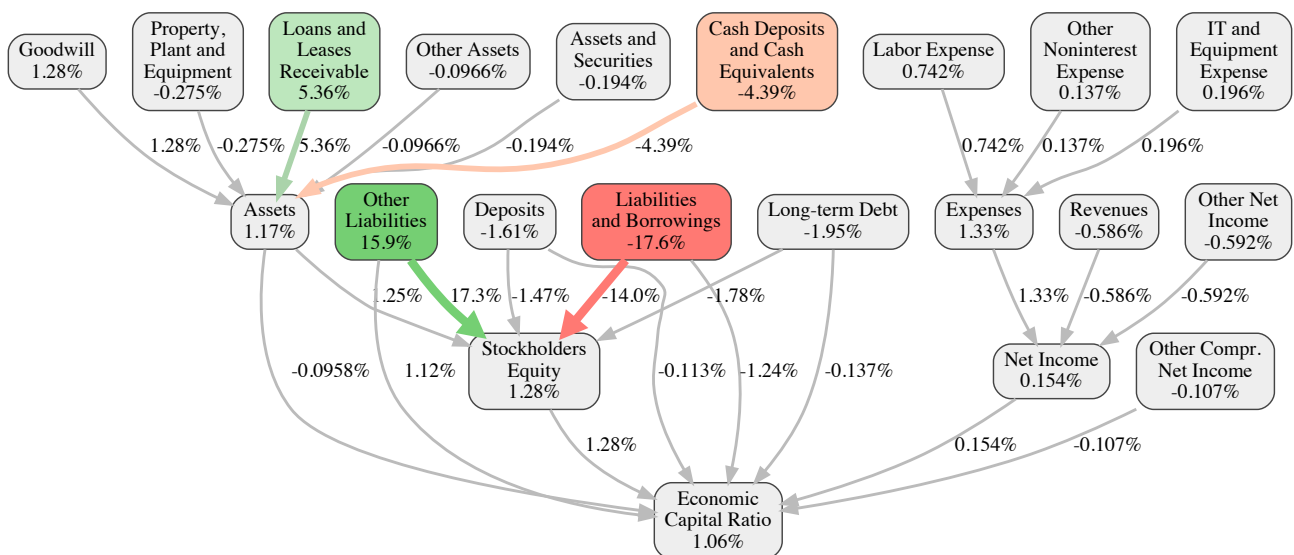 Goodwill
1.28%
Property,
Plant and
Equipment
-0.275%
Loans and
Leases
Receivable
5.36%
Other Assets
-0.0966%
Assets and
Securities
-0.194%
Cash Deposits
and Cash
Equivalents
-4.39%
Labor Expense
0.742%
Other
Noninterest
Expense
0.137%
IT and
Equipment
Expense
0.196%
1.28%
-0.275%
5.36%
-0.0966%
-0.194%
-4.39%
0.742%
0.137%
0.196%
Assets
1.17%
Other
Liabilities
15.9%
Deposits
-1.61%
Liabilities
and Borrowings
-17.6%
Long-term Debt
-1.95%
Expenses
1.33%
Revenues
-0.586%
Other Net
Income
-0.592%
1.25%
17.3%
-1.47%
-14.0%
-1.78%
1.33%
-0.586%
-0.592%
Stockholders
Equity
1.28%
Net Income
0.154%
Other Compr.
Net Income
-0.107%
-0.0958%
1.12%
-0.113%
-1.24%
-0.137%
1.28%
0.154%
-0.107%
Economic
Capital Ratio
1.06%